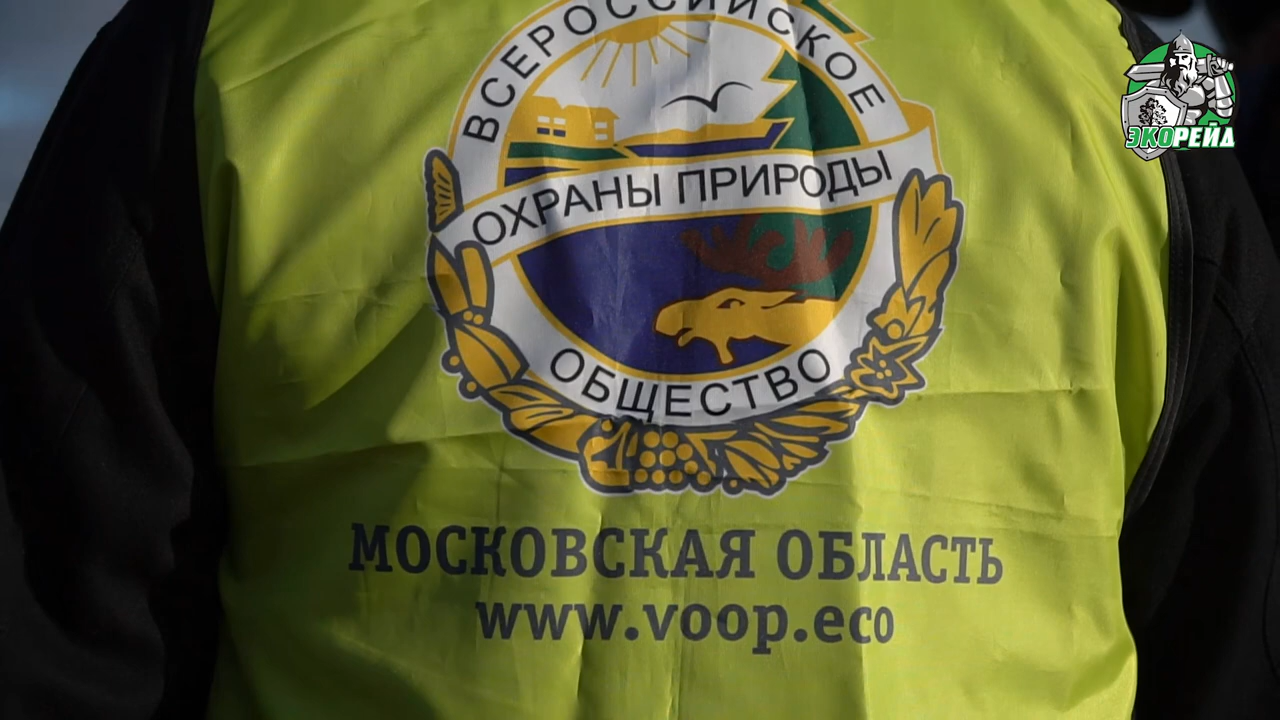 ВСЕРОССИЙСКОЕ
ОХРАНЫ ПРИРОДЫ
ОБЩЕСТВО
МОСКОВСКАЯ ОБЛАСТЬ
www.voop.eco
ЭКОРЕЙД